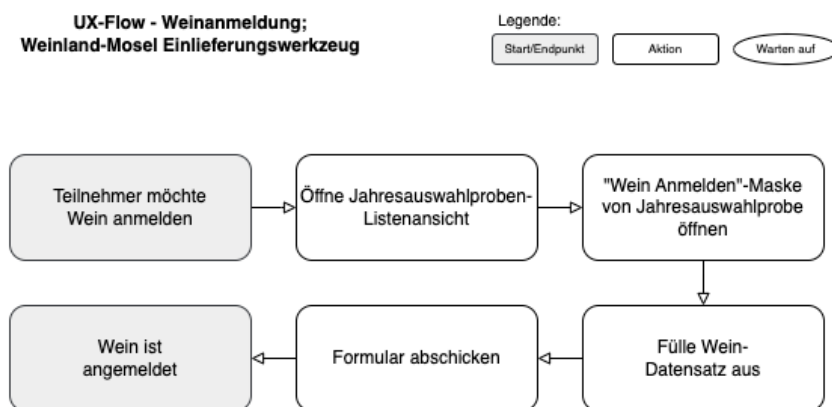 UX-Flow - Weinanmeldung;
Weinland-Mosel Einlieferungswerkzeug
Legende:
Start/Endpunkt
Aktion
Warten auf
Teilnehmer möchte
Wein anmelden
Öffne Jahresauswahlproben-
Listenansicht
"Wein Anmelden"-Maske
von Jahresauswahlprobe
öffnen
Wein ist
angemeldet
Formular abschicken
Fülle Wein-
Datensatz aus